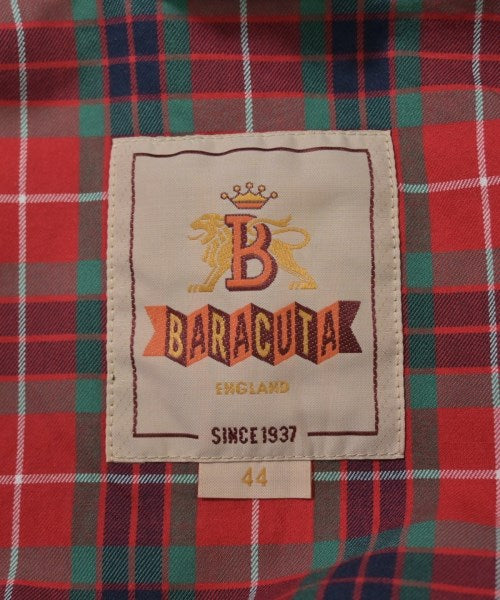 B
BARACUTA
ENGLAND
SINCE 1937
44